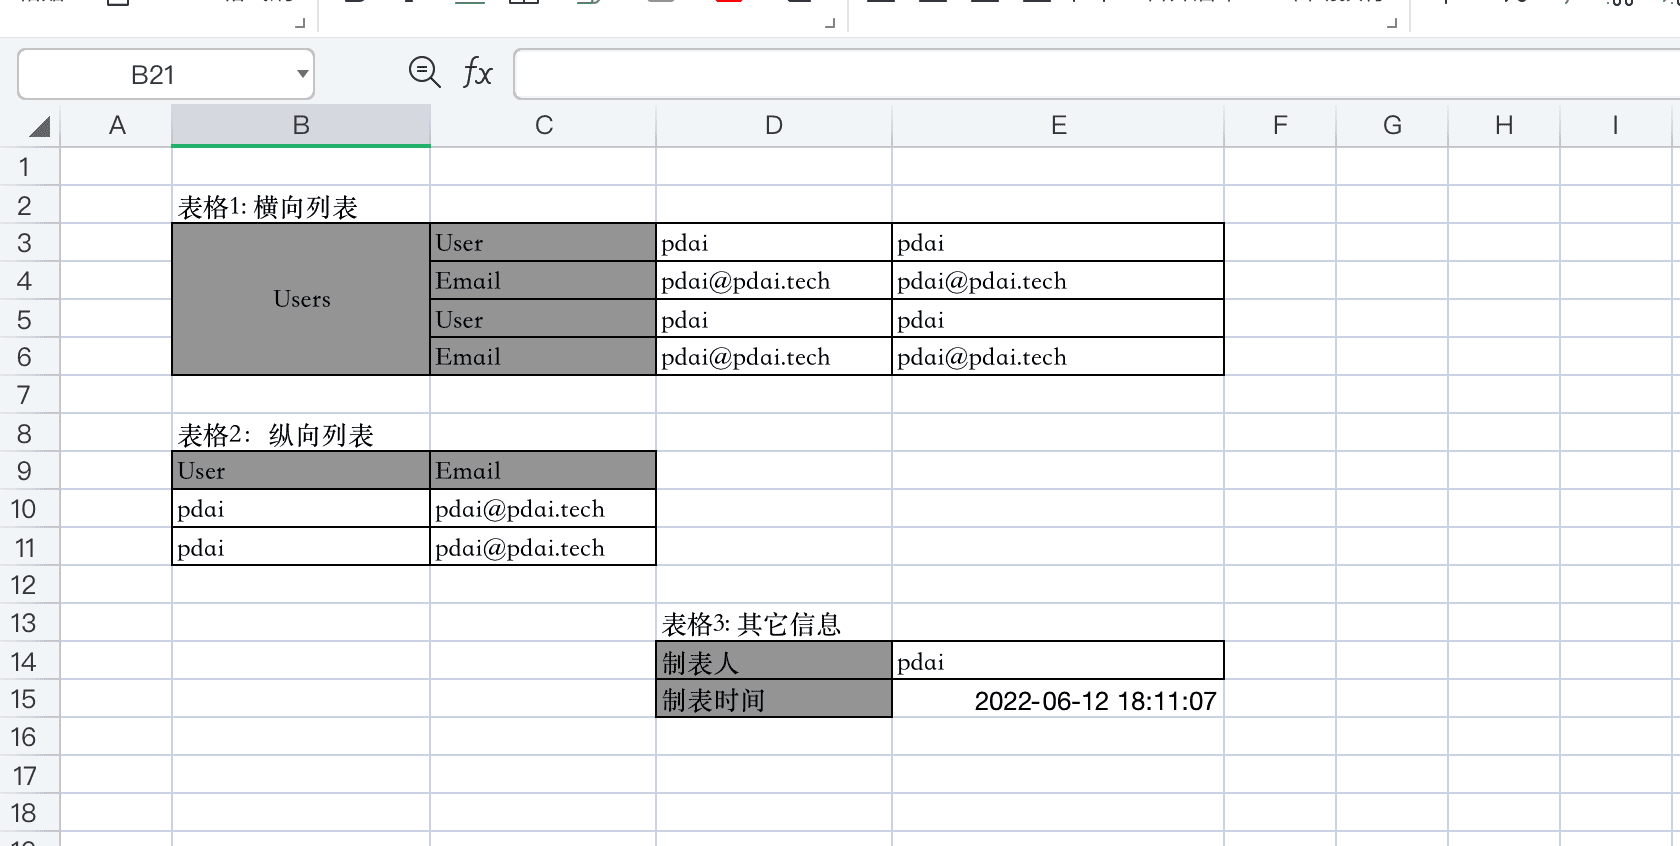 B21
fx
A B C D E F G H I
1
2 表格1: 横向列表
3 Users User pdai pdai
4 Email pdai@pdai.tech pdai@pdai.tech
5 User pdai pdai
6 Email pdai@pdai.tech pdai@pdai.tech
7
8 表格2： 纵向列表
9 User Email
10 pdai pdai@pdai.tech
11 pdai pdai@pdai.tech
12
13 表格3: 其它信息
14 制表人 pdai
15 制表时间 2022-06-12 18:11:07
16
17
18